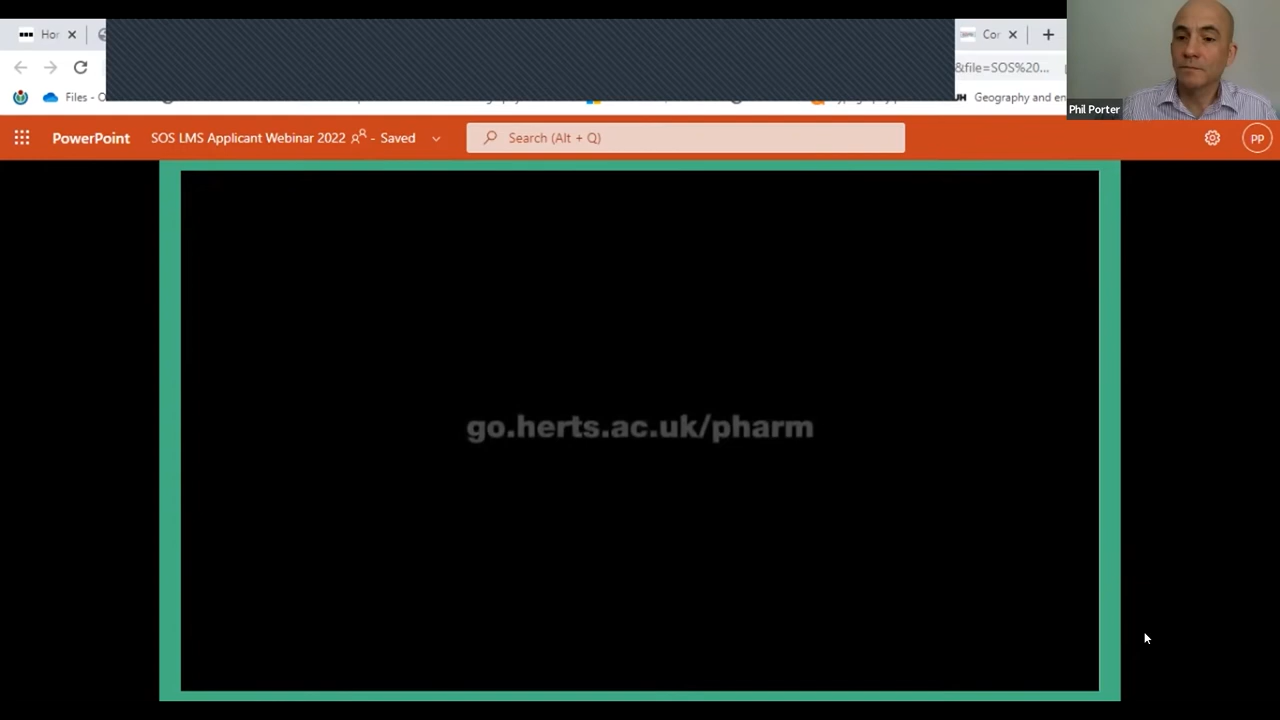 Hor
Cor
&file=SOS%20...
Files - O
Geography and en
Phil Porter
PowerPoint
SOS LMS Applicant Webinar 2022 - Saved
Search (Alt + Q)
PP
go.herts.ac.uk/pharm